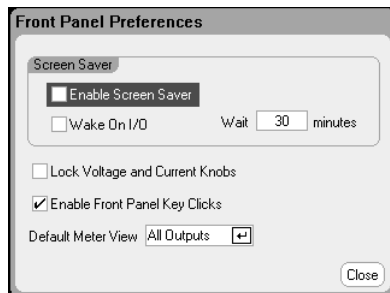 Front Panel Preferences
Screen Saver
Enable Screen Saver
Wake On I/O Wait 30 minutes
Lock Voltage and Current Knobs
Enable Front Panel Key Clicks
Default Meter View All Outputs
Close